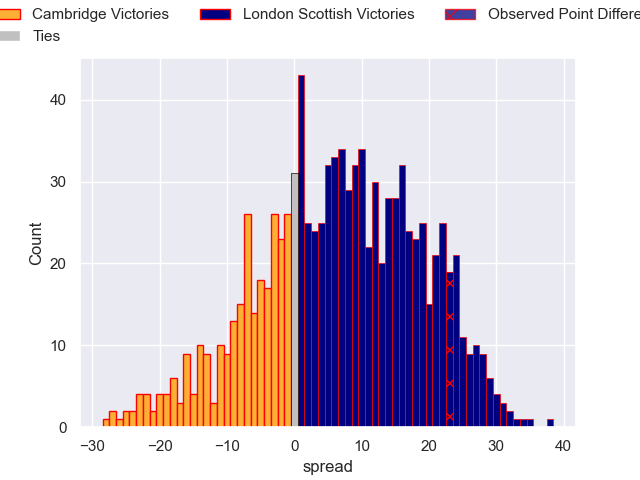 Cambridge Victories London Scottish Victories Observed Point
Ties
40
30
20
10
0
Count
−30 −20 −10 0 10 20 30 40
spread